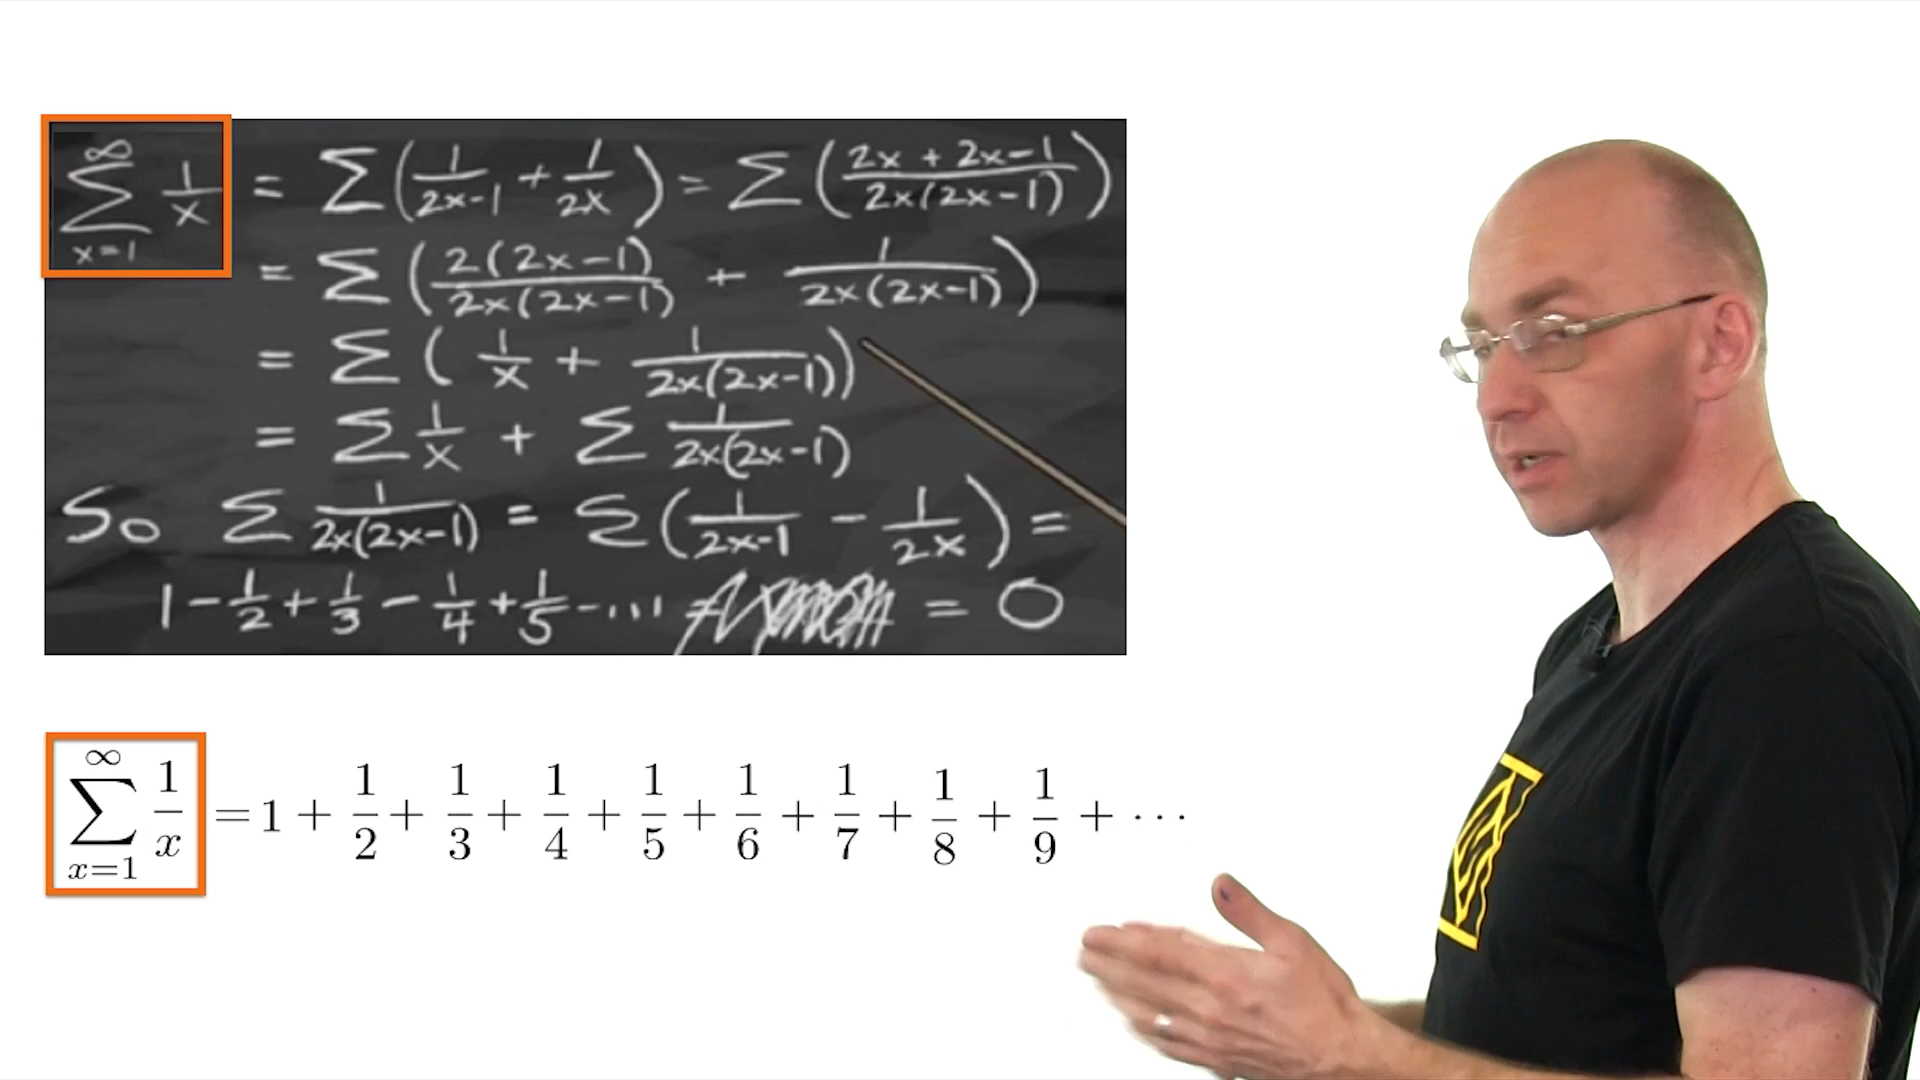 ∞∑x=1 1/x = ∑(1/2x-1 + 1/2x) = ∑(2x + 2x-1/2x(2x-1))
= ∑(2(2x-1)/2x(2x-1) + 1/2x(2x-1))
= ∑(1/x + 1/2x(2x-1))
= ∑1/x + ∑ 1/2x(2x-1)
So ∑ 1/2x(2x-1) = ∑(1/2x-1 - 1/2x) =
1-1/2+1/3-1/4+1/5-... = 0
∞∑x=1 1/x = 1 + 1/2 + 1/3 + 1/4 + 1/5 + 1/6 + 1/7 + 1/8 + 1/9 + ⋯